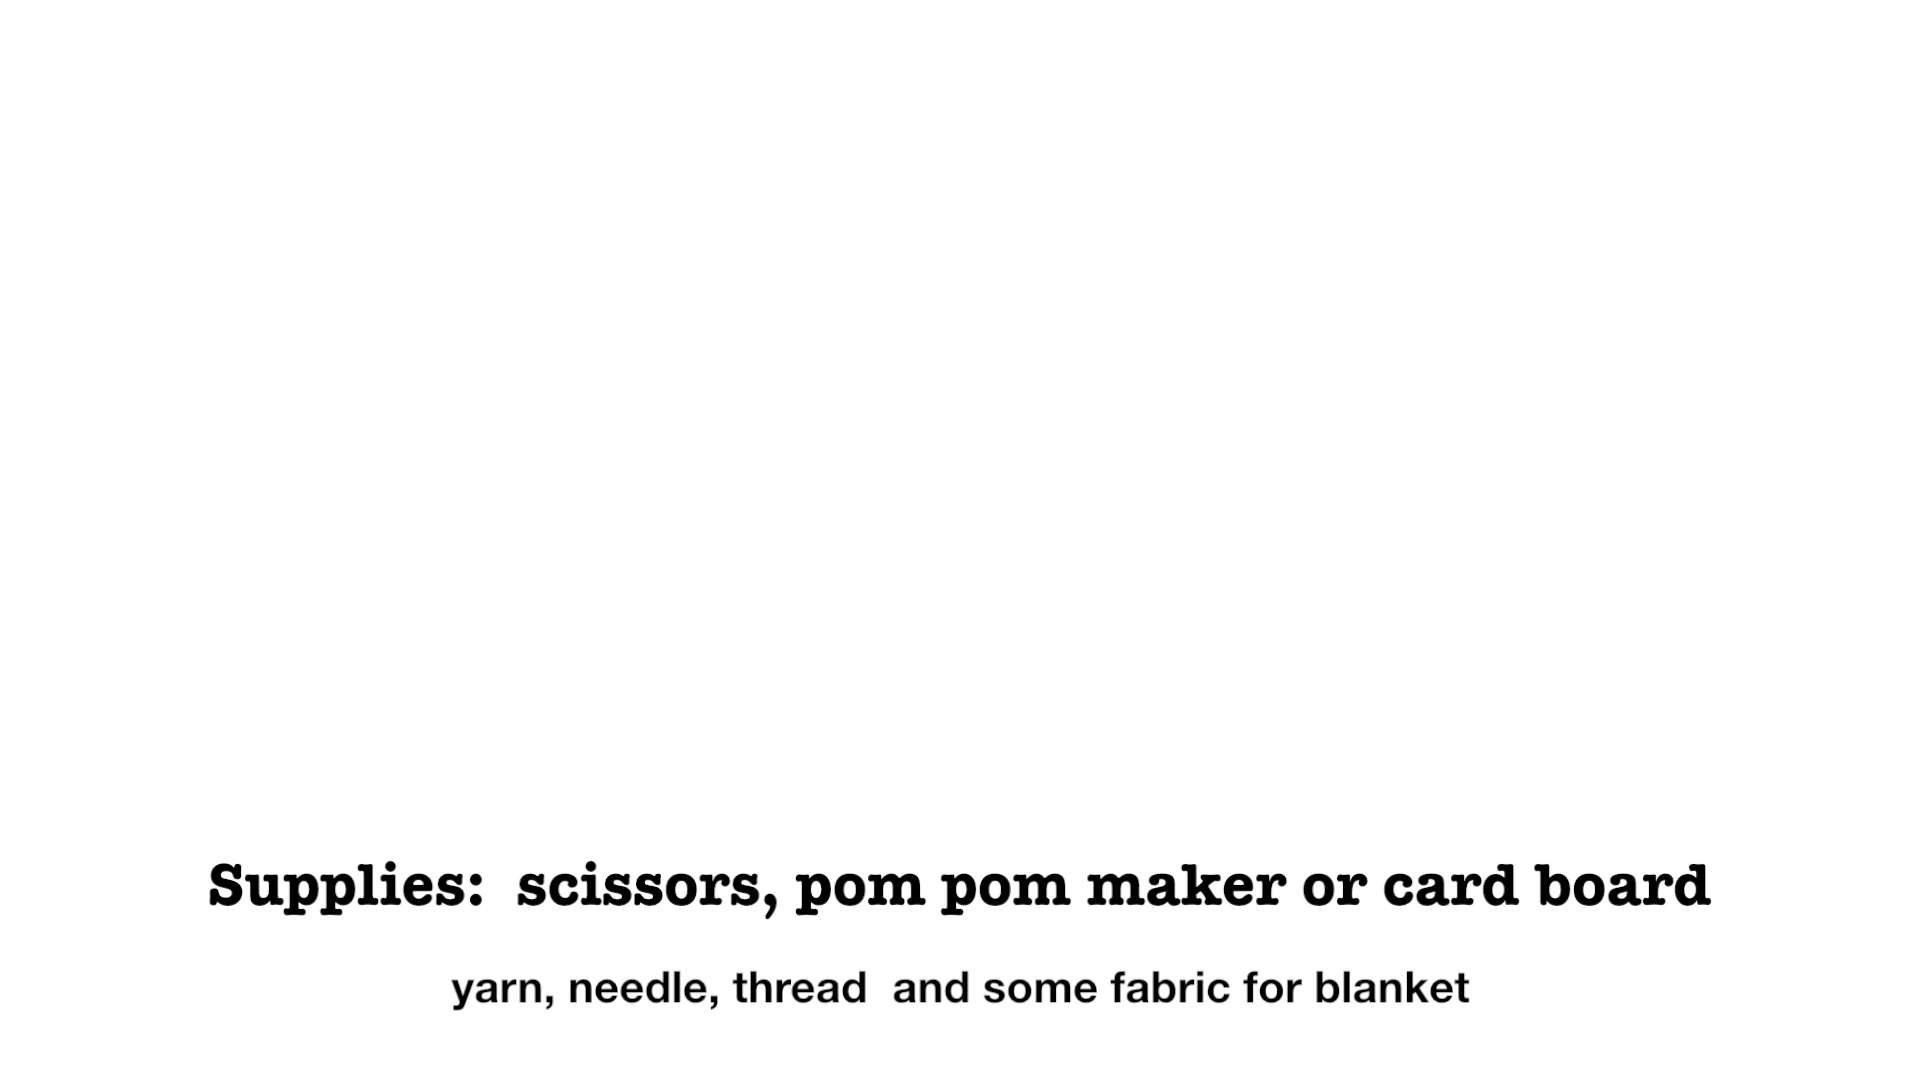 Supplies:  scissors, pom pom maker or card board
yarn, needle, thread  and some fabric for blanket